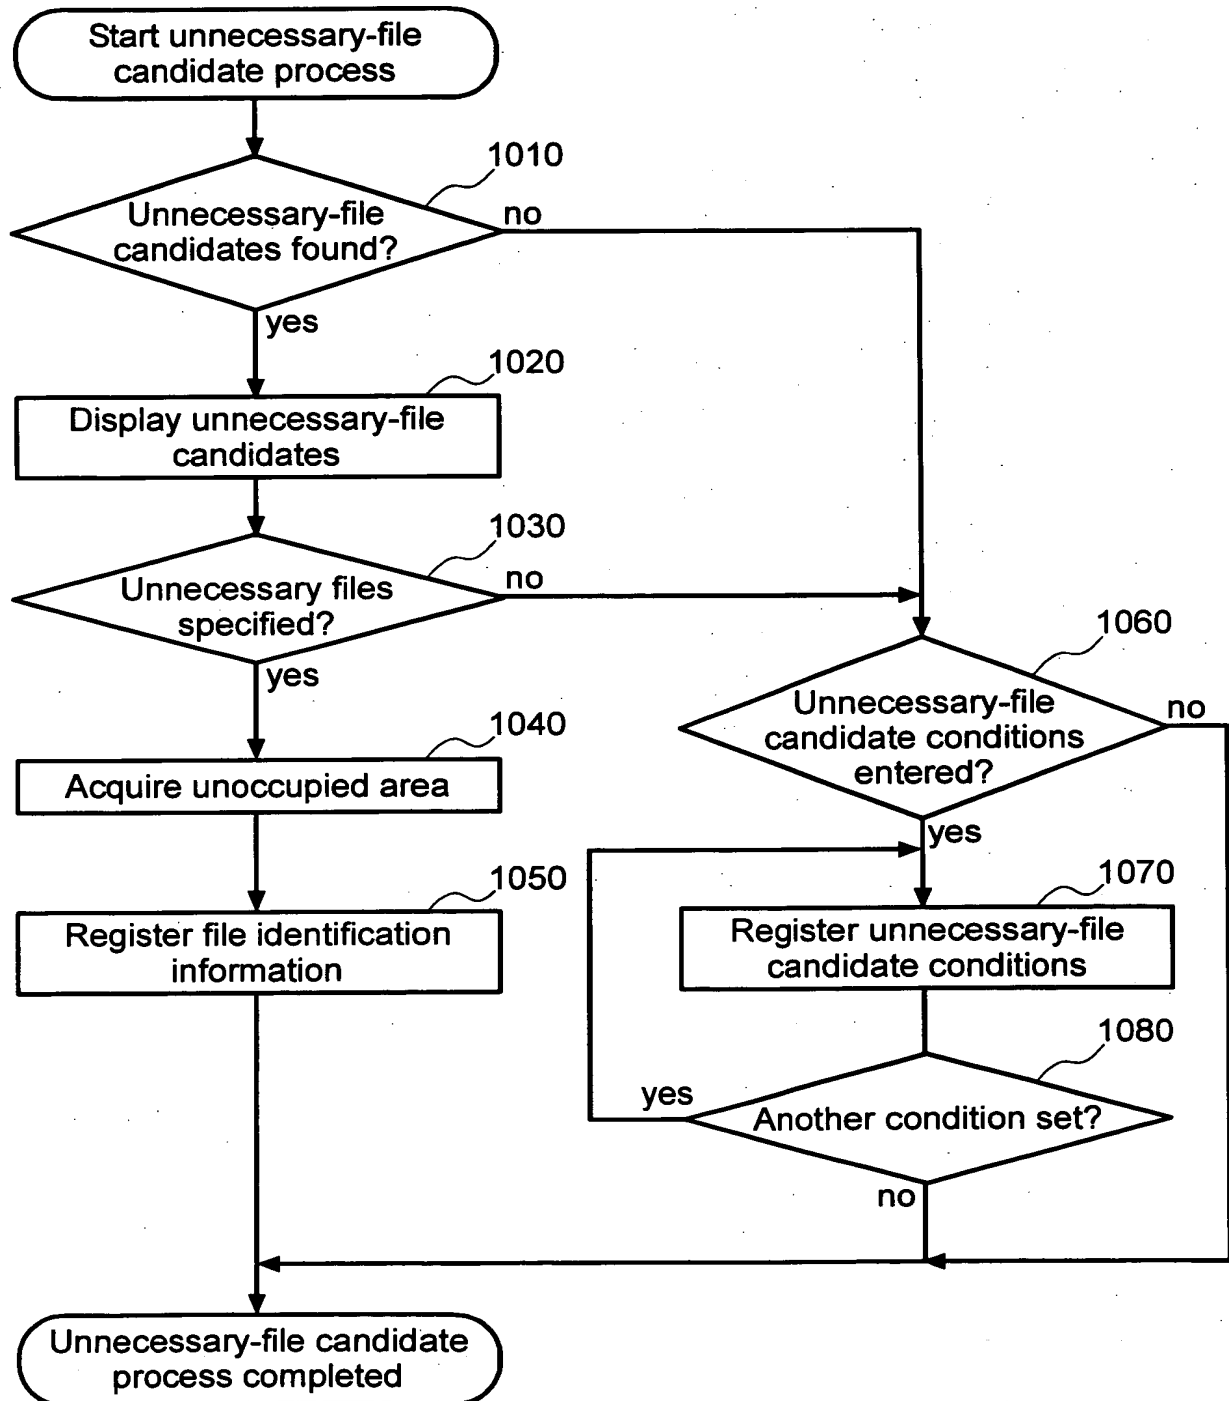 Start unnecessary-file
candidate process
1010
Unnecessary-file
candidates found?
no
yes
1020
Display unnecessary-file
candidates
1030
Unnecessary files
specified?
no
yes
1040
Acquire unoccupied area
1050
Register file identification
information
1060
Unnecessary-file
candidate conditions
entered?
no
yes
1070
Register unnecessary-file
candidate conditions
1080
Another condition set?
yes
no
Unnecessary-file candidate
process completed